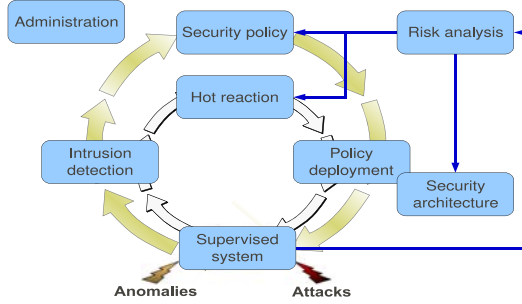 Administration
Security policy
Risk analysis
Hot reaction
Intrusion
detection
Policy
deployment
Security
architecture
Supervised
system
Anomalies
Attacks